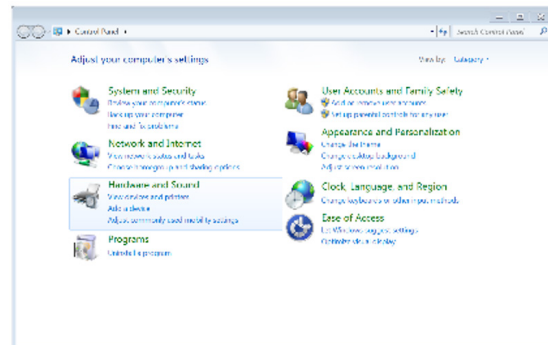 Control Panel
Search Control Panel
Adjust your computer's settings
View by: Category
System and Security
Review your computer's status
Back up your computer
Find and fix problems
Network and Internet
View network status and tasks
Choose homegroup and sharing options
Hardware and Sound
View devices and printers
Add a device
Adjust commonly used mobility settings
Programs
Uninstall a program
User Accounts and Family Safety
Add or remove user accounts
Set up parental controls for any user
Appearance and Personalization
Change the theme
Change desktop background
Adjust screen resolution
Clock, Language, and Region
Change keyboards or other input methods
Ease of Access
Let Windows suggest settings
Optimize visual display